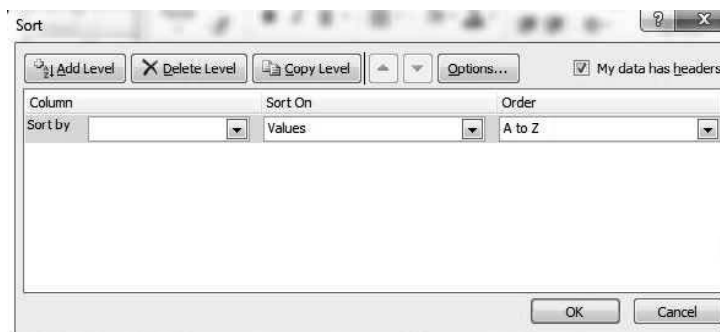 Sort
Add Level Delete Level Copy Level Options... My data has headers
Column Sort On Order
Sort by Values A to Z
OK Cancel